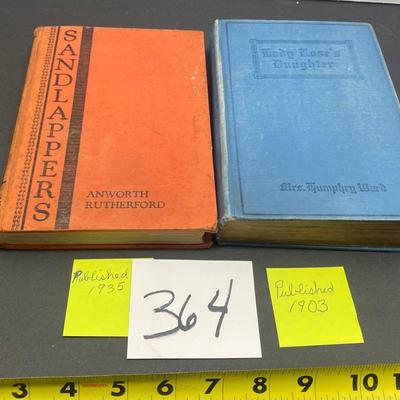 SANDLAPPERS
ANWORTH
RUTHERFORD
Lady Rose's
Daughter
Mrs. Humphry Ward
Published
1935
364
Published
1903
3 4 5 6 7 8 9 10 11